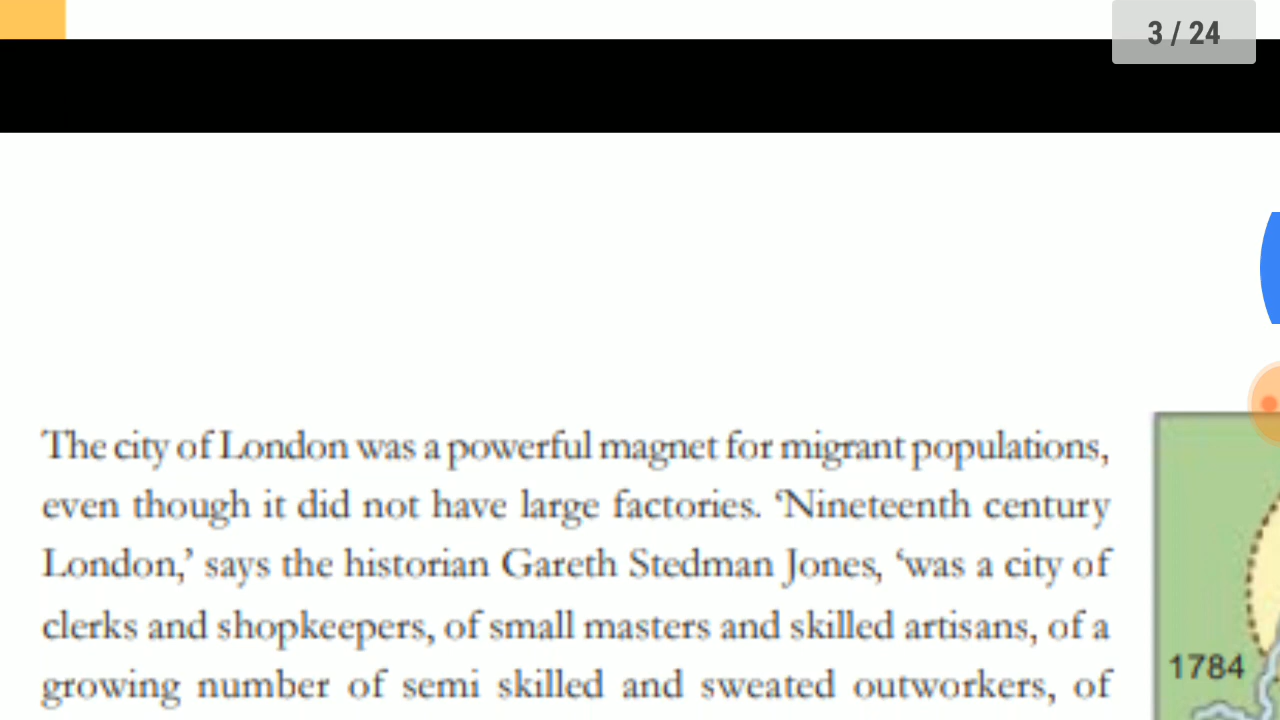 3 / 24
The city of London was a powerful magnet for migrant populations,
even though it did not have large factories. ‘Nineteenth century
London,’ says the historian Gareth Stedman Jones, ‘was a city of
clerks and shopkeepers, of small masters and skilled artisans, of a
growing number of semi skilled and sweated outworkers, of
1784